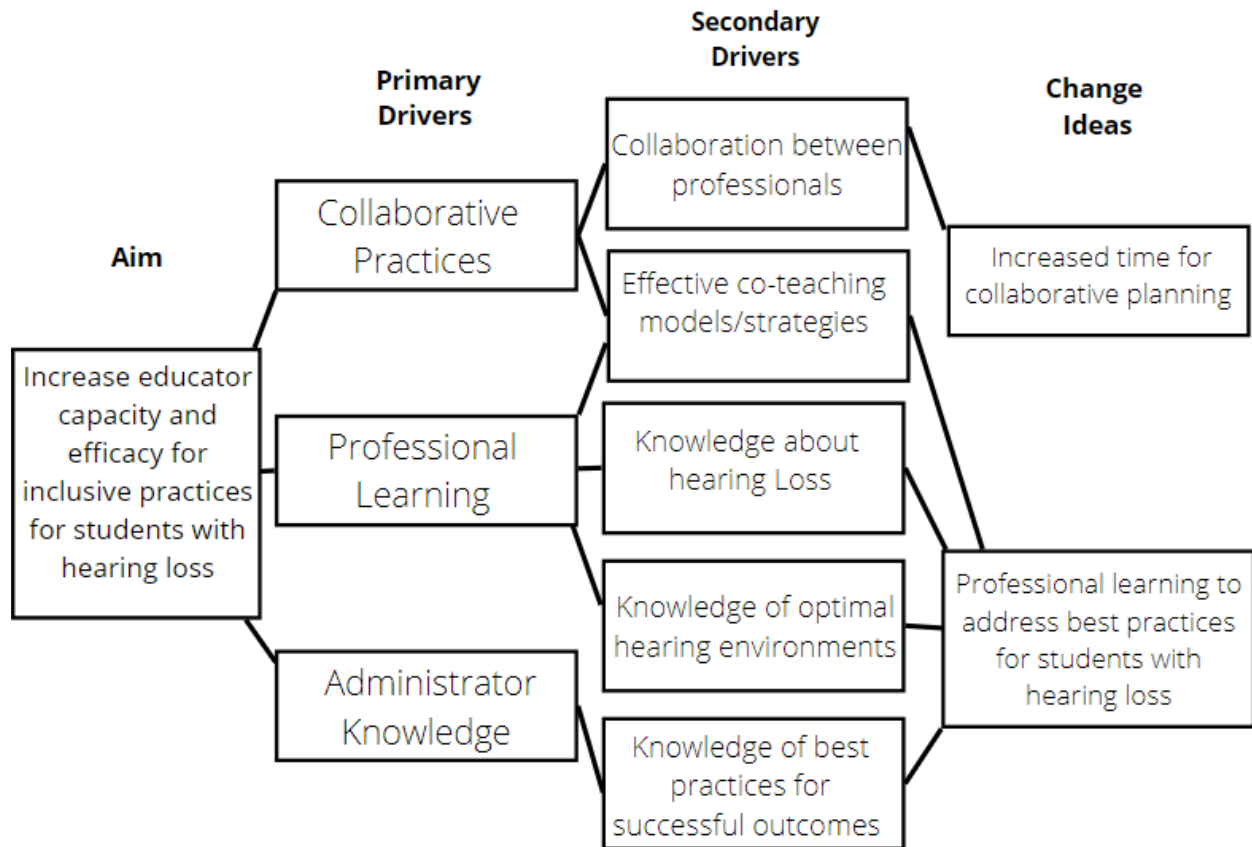 Aim
Increase educator
capacity and
efficacy for
inclusive practices
for students with
hearing loss
Primary
Drivers
Collaborative
Practices
Professional
Learning
Administrator
Knowledge
Secondary
Drivers
Collaboration between
professionals
Effective co-teaching
models/strategies
Knowledge about
hearing Loss
Knowledge of optimal
hearing environments
Knowledge of best
practices for
successful outcomes
Change
Ideas
Increased time for
collaborative planning
Professional learning to
address best practices
for students with
hearing loss